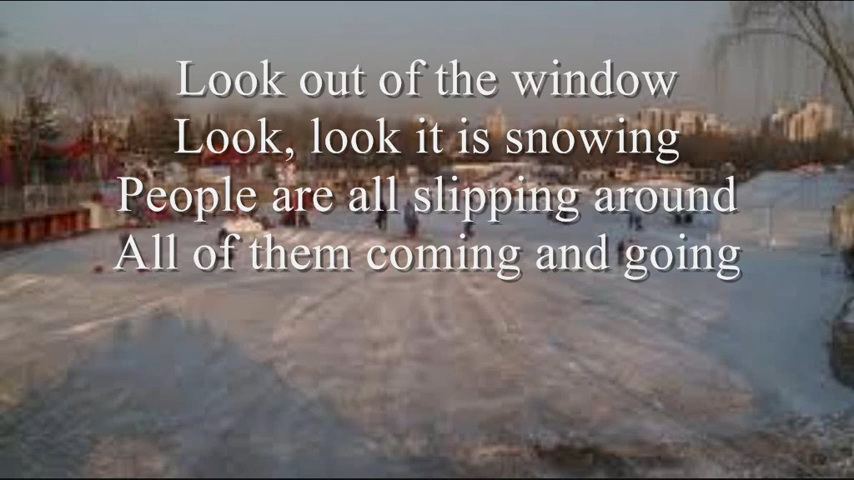 Look out of the window
Look, look it is snowing
People are all slipping around
All of them coming and going